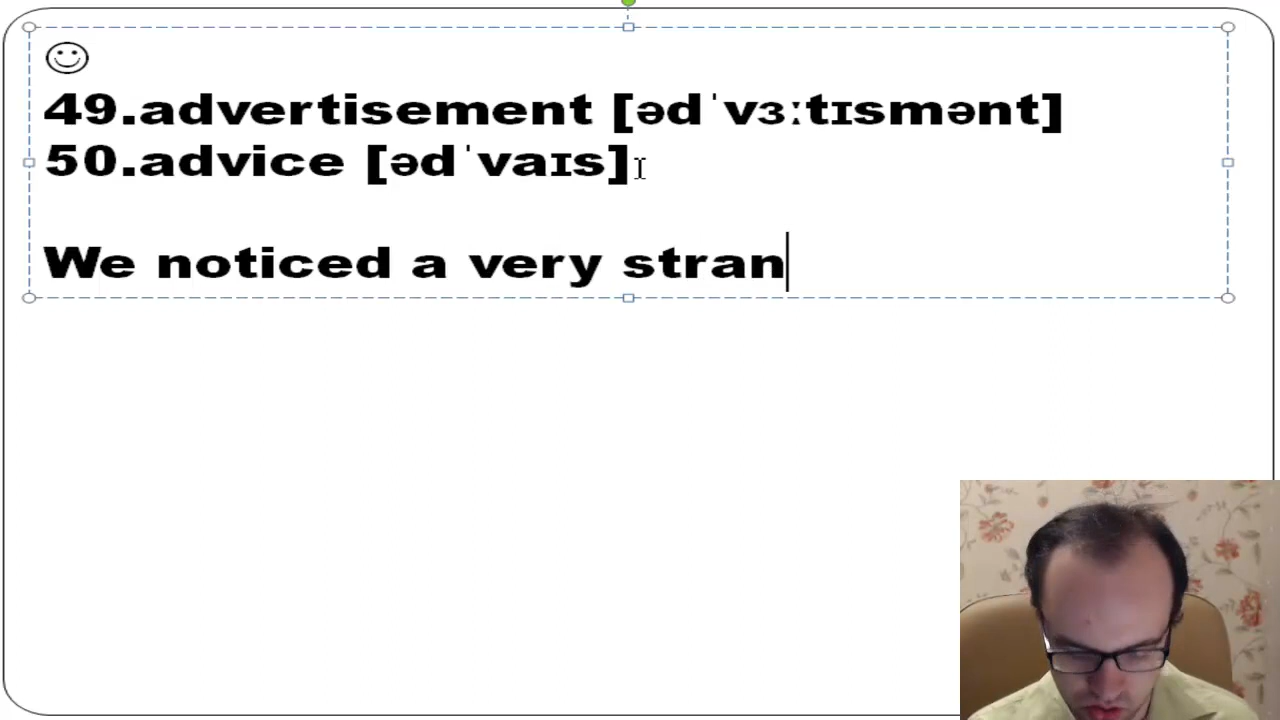 49.advertisement [ədˈvɜːtɪsmənt]
50.advice [ədˈvaɪs]
We noticed a very stran